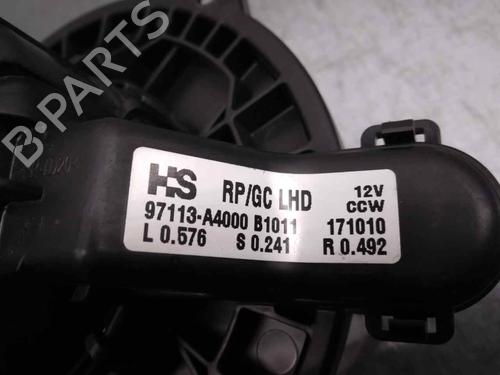 B-PARTS
HS RP/GC LHD 12V CCW
97113-A4000 B1011 171010
L 0.576 S 0.241 R 0.492